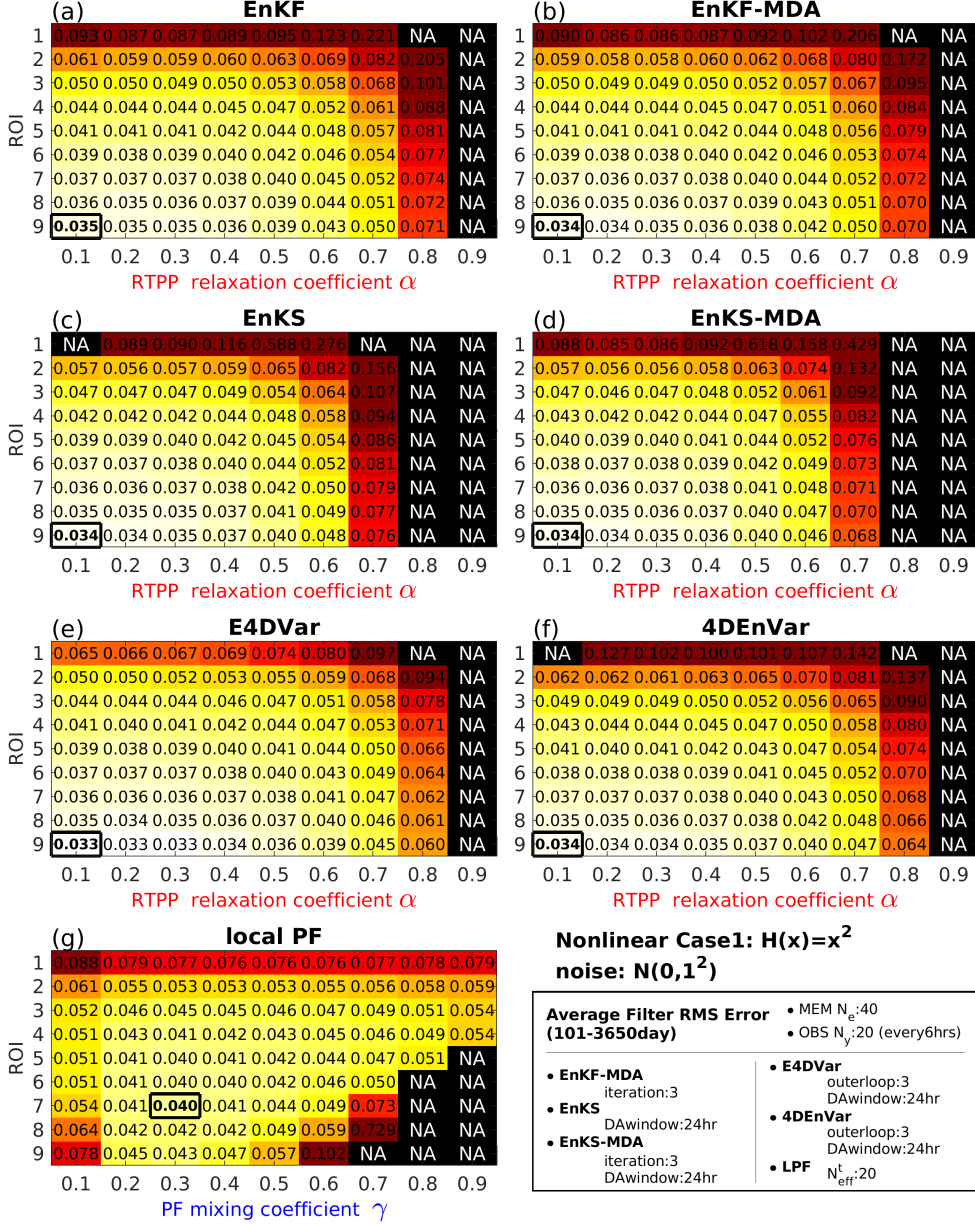 (a) EnKF
1 0.093 0.087 0.087 0.089 0.095 0.123 0.221 NA NA
2 0.061 0.059 0.059 0.060 0.063 0.069 0.082 0.205 NA
3 0.050 0.050 0.049 0.050 0.053 0.058 0.068 0.101 NA
4 0.044 0.044 0.044 0.045 0.047 0.052 0.061 0.088 NA
5 0.041 0.041 0.041 0.042 0.044 0.048 0.057 0.081 NA
6 0.039 0.038 0.039 0.040 0.042 0.046 0.054 0.077 NA
7 0.037 0.037 0.037 0.038 0.040 0.045 0.052 0.074 NA
8 0.036 0.035 0.036 0.037 0.039 0.044 0.051 0.072 NA
9 0.035 0.035 0.035 0.036 0.039 0.043 0.050 0.071 NA
ROI
0.1 0.2 0.3 0.4 0.5 0.6 0.7 0.8 0.9
RTPP relaxation coefficient α
(b) EnKF-MDA
1 0.090 0.086 0.086 0.087 0.092 0.102 0.206 NA NA
2 0.059 0.058 0.058 0.060 0.062 0.068 0.080 0.172 NA
3 0.050 0.049 0.049 0.050 0.052 0.057 0.067 0.095 NA
4 0.044 0.044 0.044 0.045 0.047 0.051 0.060 0.084 NA
5 0.041 0.041 0.041 0.042 0.044 0.048 0.056 0.079 NA
6 0.039 0.038 0.038 0.039 0.042 0.046 0.053 0.074 NA
7 0.037 0.037 0.037 0.038 0.040 0.044 0.052 0.072 NA
8 0.036 0.035 0.036 0.037 0.039 0.043 0.051 0.070 NA
9 0.034 0.034 0.035 0.036 0.038 0.042 0.050 0.070 NA
0.1 0.2 0.3 0.4 0.5 0.6 0.7 0.8 0.9
RTPP relaxation coefficient α
(c) EnKS
1 NA 0.089 0.090 0.116 0.588 0.276 NA NA NA
2 0.057 0.056 0.057 0.059 0.065 0.082 0.156 NA NA
3 0.047 0.047 0.047 0.049 0.054 0.064 0.107 NA NA
4 0.042 0.042 0.042 0.044 0.048 0.058 0.094 NA NA
5 0.039 0.039 0.040 0.042 0.045 0.054 0.086 NA NA
6 0.037 0.037 0.038 0.040 0.044 0.052 0.081 NA NA
7 0.036 0.036 0.037 0.038 0.042 0.050 0.079 NA NA
8 0.035 0.035 0.035 0.037 0.041 0.049 0.077 NA NA
9 0.034 0.034 0.035 0.037 0.040 0.048 0.076 NA NA
ROI
0.1 0.2 0.3 0.4 0.5 0.6 0.7 0.8 0.9
RTPP relaxation coefficient α
(d) EnKS-MDA
1 0.088 0.085 0.086 0.092 0.618 0.158 0.429 NA NA
2 0.057 0.056 0.056 0.058 0.063 0.074 0.132 NA NA
3 0.047 0.046 0.047 0.048 0.052 0.061 0.092 NA NA
4 0.043 0.042 0.042 0.044 0.047 0.055 0.082 NA NA
5 0.040 0.039 0.040 0.041 0.044 0.052 0.076 NA NA
6 0.038 0.037 0.038 0.039 0.042 0.049 0.073 NA NA
7 0.036 0.036 0.036 0.038 0.041 0.048 0.071 NA NA
8 0.035 0.035 0.035 0.037 0.040 0.047 0.070 NA NA
9 0.034 0.034 0.034 0.036 0.039 0.046 0.068 NA NA
0.1 0.2 0.3 0.4 0.5 0.6 0.7 0.8 0.9
RTPP relaxation coefficient α
(e) E4DVar
1 0.065 0.066 0.067 0.069 0.074 0.080 0.097 NA NA
2 0.050 0.050 0.052 0.053 0.055 0.059 0.068 0.094 NA
3 0.044 0.044 0.044 0.046 0.047 0.051 0.058 0.078 NA
4 0.041 0.040 0.041 0.042 0.044 0.047 0.053 0.071 NA
5 0.039 0.038 0.039 0.040 0.041 0.044 0.050 0.066 NA
6 0.037 0.037 0.037 0.038 0.040 0.043 0.049 0.064 NA
7 0.036 0.036 0.036 0.037 0.038 0.041 0.047 0.062 NA
8 0.035 0.034 0.035 0.036 0.037 0.040 0.046 0.061 NA
9 0.033 0.033 0.033 0.034 0.036 0.039 0.045 0.060 NA
ROI
0.1 0.2 0.3 0.4 0.5 0.6 0.7 0.8 0.9
RTPP relaxation coefficient α
(f) 4DEnVar
1 NA 0.127 0.102 0.100 0.101 0.107 0.142 NA NA
2 0.062 0.062 0.061 0.063 0.065 0.070 0.081 0.137 NA
3 0.049 0.049 0.050 0.050 0.052 0.056 0.065 0.090 NA
4 0.043 0.044 0.044 0.045 0.047 0.050 0.058 0.080 NA
5 0.041 0.040 0.041 0.042 0.043 0.047 0.054 0.074 NA
6 0.038 0.038 0.038 0.039 0.041 0.045 0.052 0.070 NA
7 0.037 0.037 0.037 0.038 0.040 0.043 0.050 0.068 NA
8 0.035 0.035 0.036 0.036 0.038 0.042 0.048 0.066 NA
9 0.034 0.034 0.034 0.035 0.037 0.040 0.047 0.064 NA
0.1 0.2 0.3 0.4 0.5 0.6 0.7 0.8 0.9
RTPP relaxation coefficient α
(g) local PF
1 0.088 0.079 0.077 0.076 0.076 0.076 0.077 0.078 0.079
2 0.061 0.055 0.053 0.053 0.053 0.055 0.056 0.058 0.059
3 0.052 0.046 0.045 0.045 0.046 0.047 0.049 0.051 0.054
4 0.051 0.043 0.041 0.041 0.042 0.045 0.046 0.049 0.054
5 0.051 0.041 0.040 0.041 0.042 0.044 0.047 0.051 NA
6 0.051 0.041 0.040 0.040 0.042 0.046 0.050 NA NA
7 0.054 0.041 0.040 0.041 0.044 0.049 0.073 NA NA
8 0.064 0.042 0.042 0.042 0.049 0.059 0.729 NA NA
9 0.078 0.045 0.043 0.047 0.057 0.102 NA NA NA
ROI
0.1 0.2 0.3 0.4 0.5 0.6 0.7 0.8 0.9
PF mixing coefficient γ
Nonlinear Case1: H(x)=x²
noise: N(0,1²)
Average Filter RMS Error
(101-3650day)
• MEM Nₑ:40
• OBS N_y:20 (every6hrs)
• EnKF-MDA
iteration:3
• EnKS
DAwindow:24hr
• EnKS-MDA
iteration:3
DAwindow:24hr
• E4DVar
outerloop:3
DAwindow:24hr
• 4DEnVar
outerloop:3
DAwindow:24hr
• LPF
N_eff^t:20